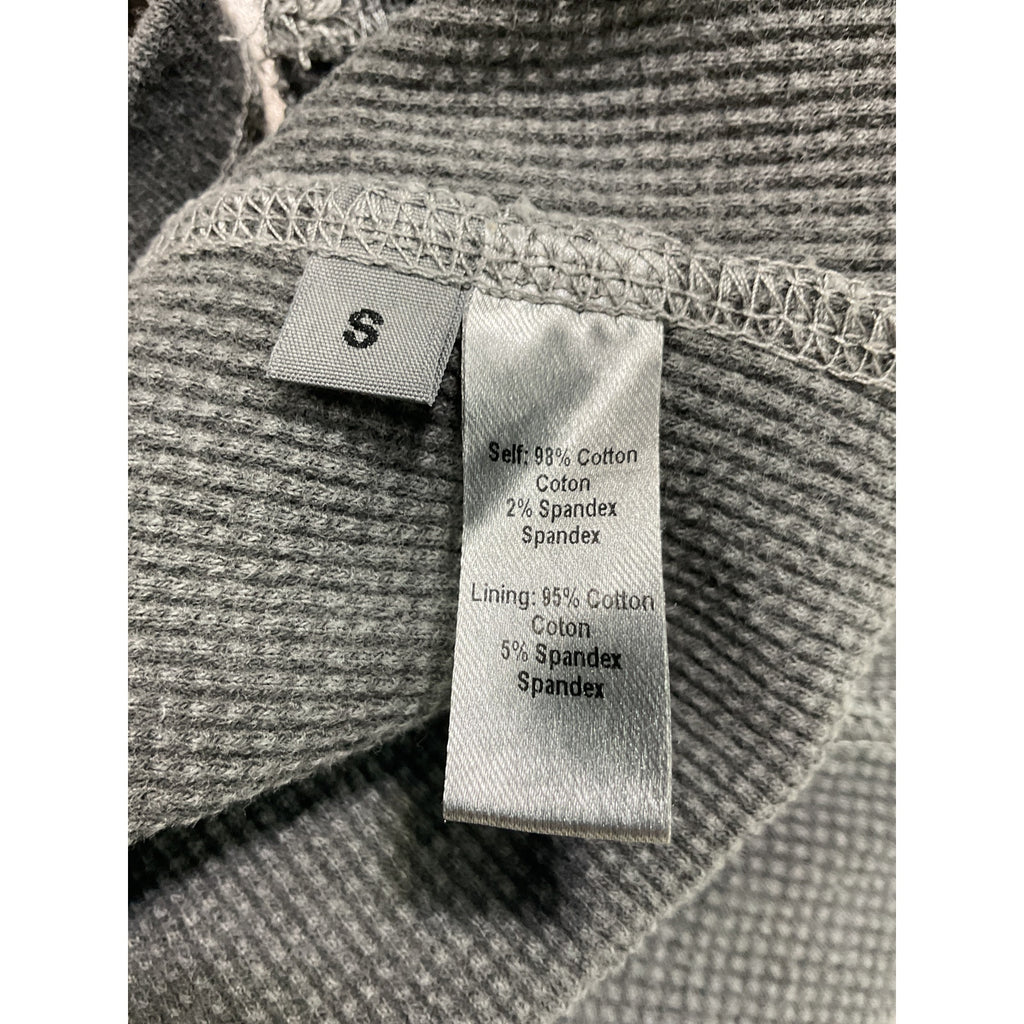 S
Self: 98% Cotton
Coton
2% Spandex
Spandex
Lining: 95% Cotton
Coton
5% Spandex
Spandex